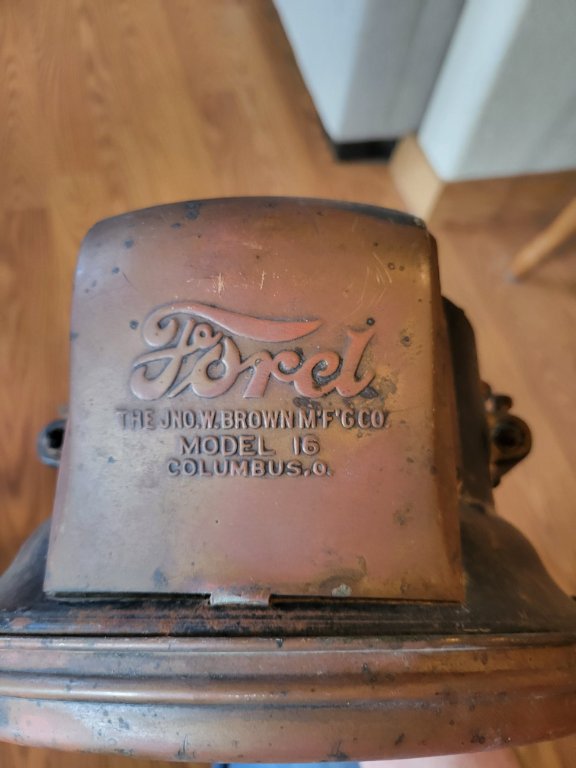 Ford
THE JNO.W.BROWN M'F'G CO.
MODEL 16
COLUMBUS,O.